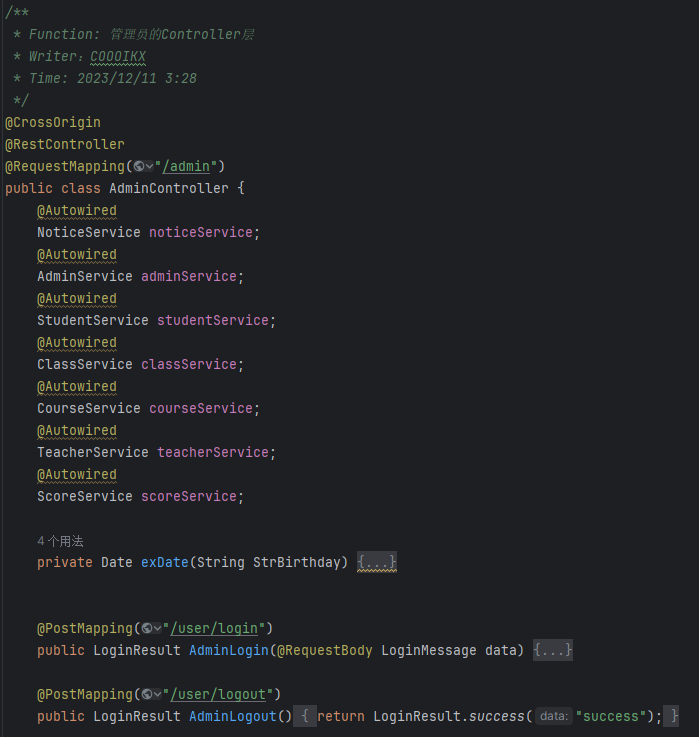 /**
 * Function: 管理员的Controller层
 * Writer：COOOIKX
 * Time: 2023/12/11 3:28
 */
@CrossOrigin
@RestController
@RequestMapping("/admin")
public class AdminController {
    @Autowired
    NoticeService noticeService;
    @Autowired
    AdminService adminService;
    @Autowired
    StudentService studentService;
    @Autowired
    ClassService classService;
    @Autowired
    CourseService courseService;
    @Autowired
    TeacherService teacherService;
    @Autowired
    ScoreService scoreService;
    4 个用法
    private Date exDate(String StrBirthday) {...}
    @PostMapping("/user/login")
    public LoginResult AdminLogin(@RequestBody LoginMessage data) {...}
    @PostMapping("/user/logout")
    public LoginResult AdminLogout() { return LoginResult.success( data: "success"); }